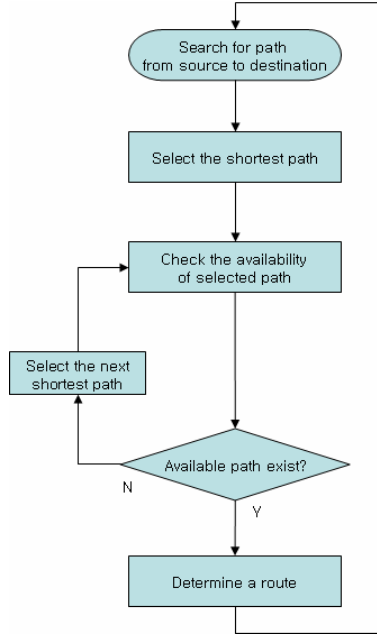 Search for path
from source to destination
Select the shortest path
Check the availability
of selected path
Select the next
shortest path
Available path exist?
N
Y
Determine a route